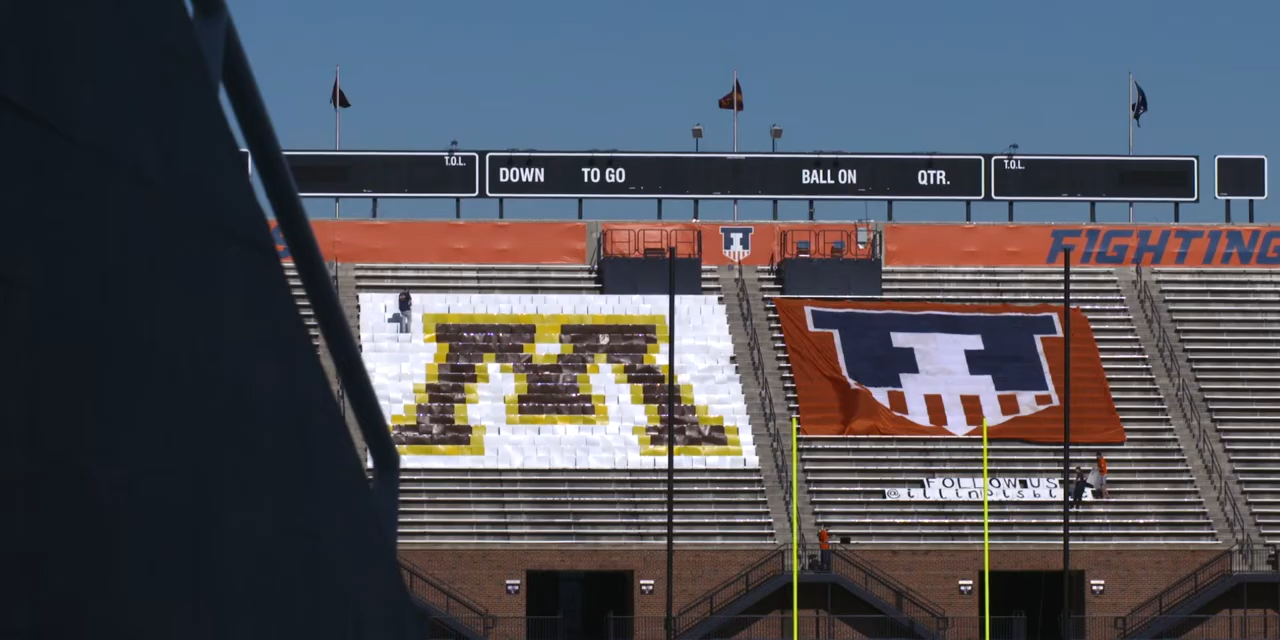 T.O.L.
DOWN TO GO BALL ON QTR.
T.O.L.
I
FIGHTING
M
I
FOLLOW US